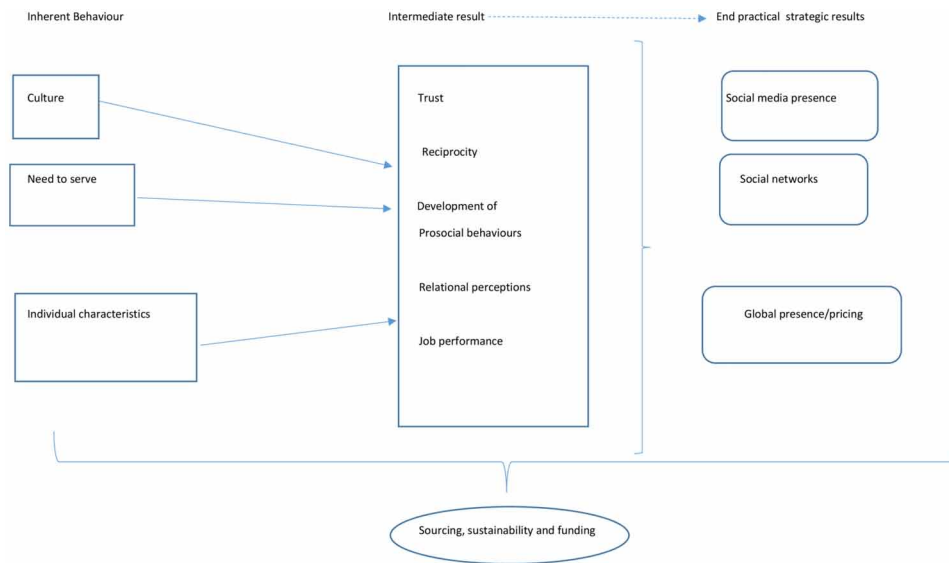 Inherent Behaviour
Intermediate result
End practical strategic results
Culture
Need to serve
Individual characteristics
Trust
Reciprocity
Development of
Prosocial behaviours
Relational perceptions
Job performance
Social media presence
Social networks
Global presence/pricing
Sourcing, sustainability and funding